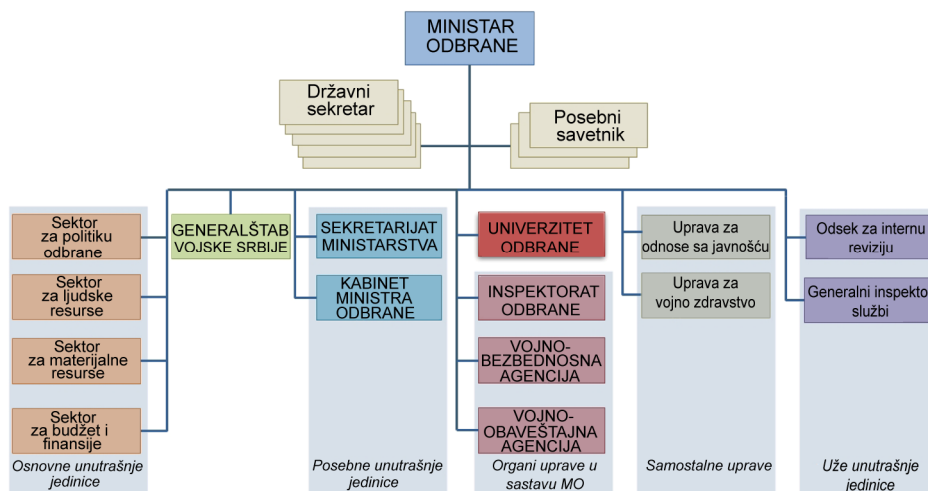 MINISTAR
ODBRANE
Državni
sekretar
Posebni
savetnik
Sektor
za politiku
odbrane
Sektor
za ljudske
resurse
Sektor
za materijalne
resurse
Sektor
za budžet i
finansije
Osnovne unutrašnje
jedinice
GENERALŠTAB
VOJSKE SRBIJE
SEKRETARIJAT
MINISTARSTVA
KABINET
MINISTRA
ODBRANE
Posebne unutrašnje
jedinice
UNIVERZITET
ODBRANE
INSPEKTORAT
ODBRANE
VOJNO-
BEZBEDNOSNA
AGENCIJA
VOJNO-
OBAVEŠTAJNA
AGENCIJA
Organi uprave u
sastavu MO
Uprava za
odnose sa javnošću
Uprava za
vojno zdravstvo
Samostalne uprave
Odsek za internu
reviziju
Generalni inspekto
službi
Uže unutrašnje
jedinice